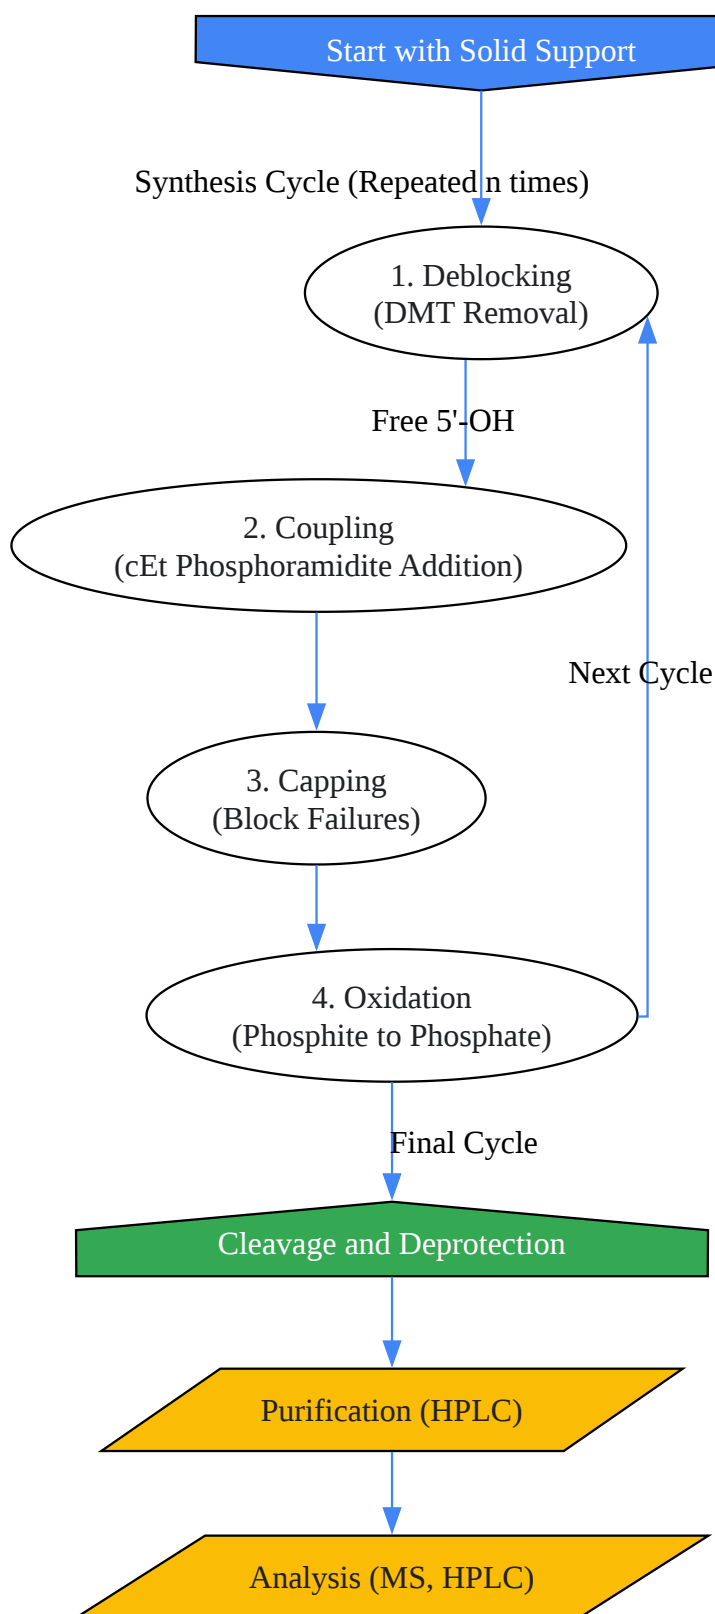 Start with Solid Support
Synthesis Cycle (Repeated n times)
1. Deblocking
(DMT Removal)
Free 5'-OH
2. Coupling
(cEt Phosphoramidite Addition)
Next Cycle
3. Capping
(Block Failures)
4. Oxidation
(Phosphite to Phosphate)
Final Cycle
Cleavage and Deprotection
Purification (HPLC)
Analysis (MS, HPLC)